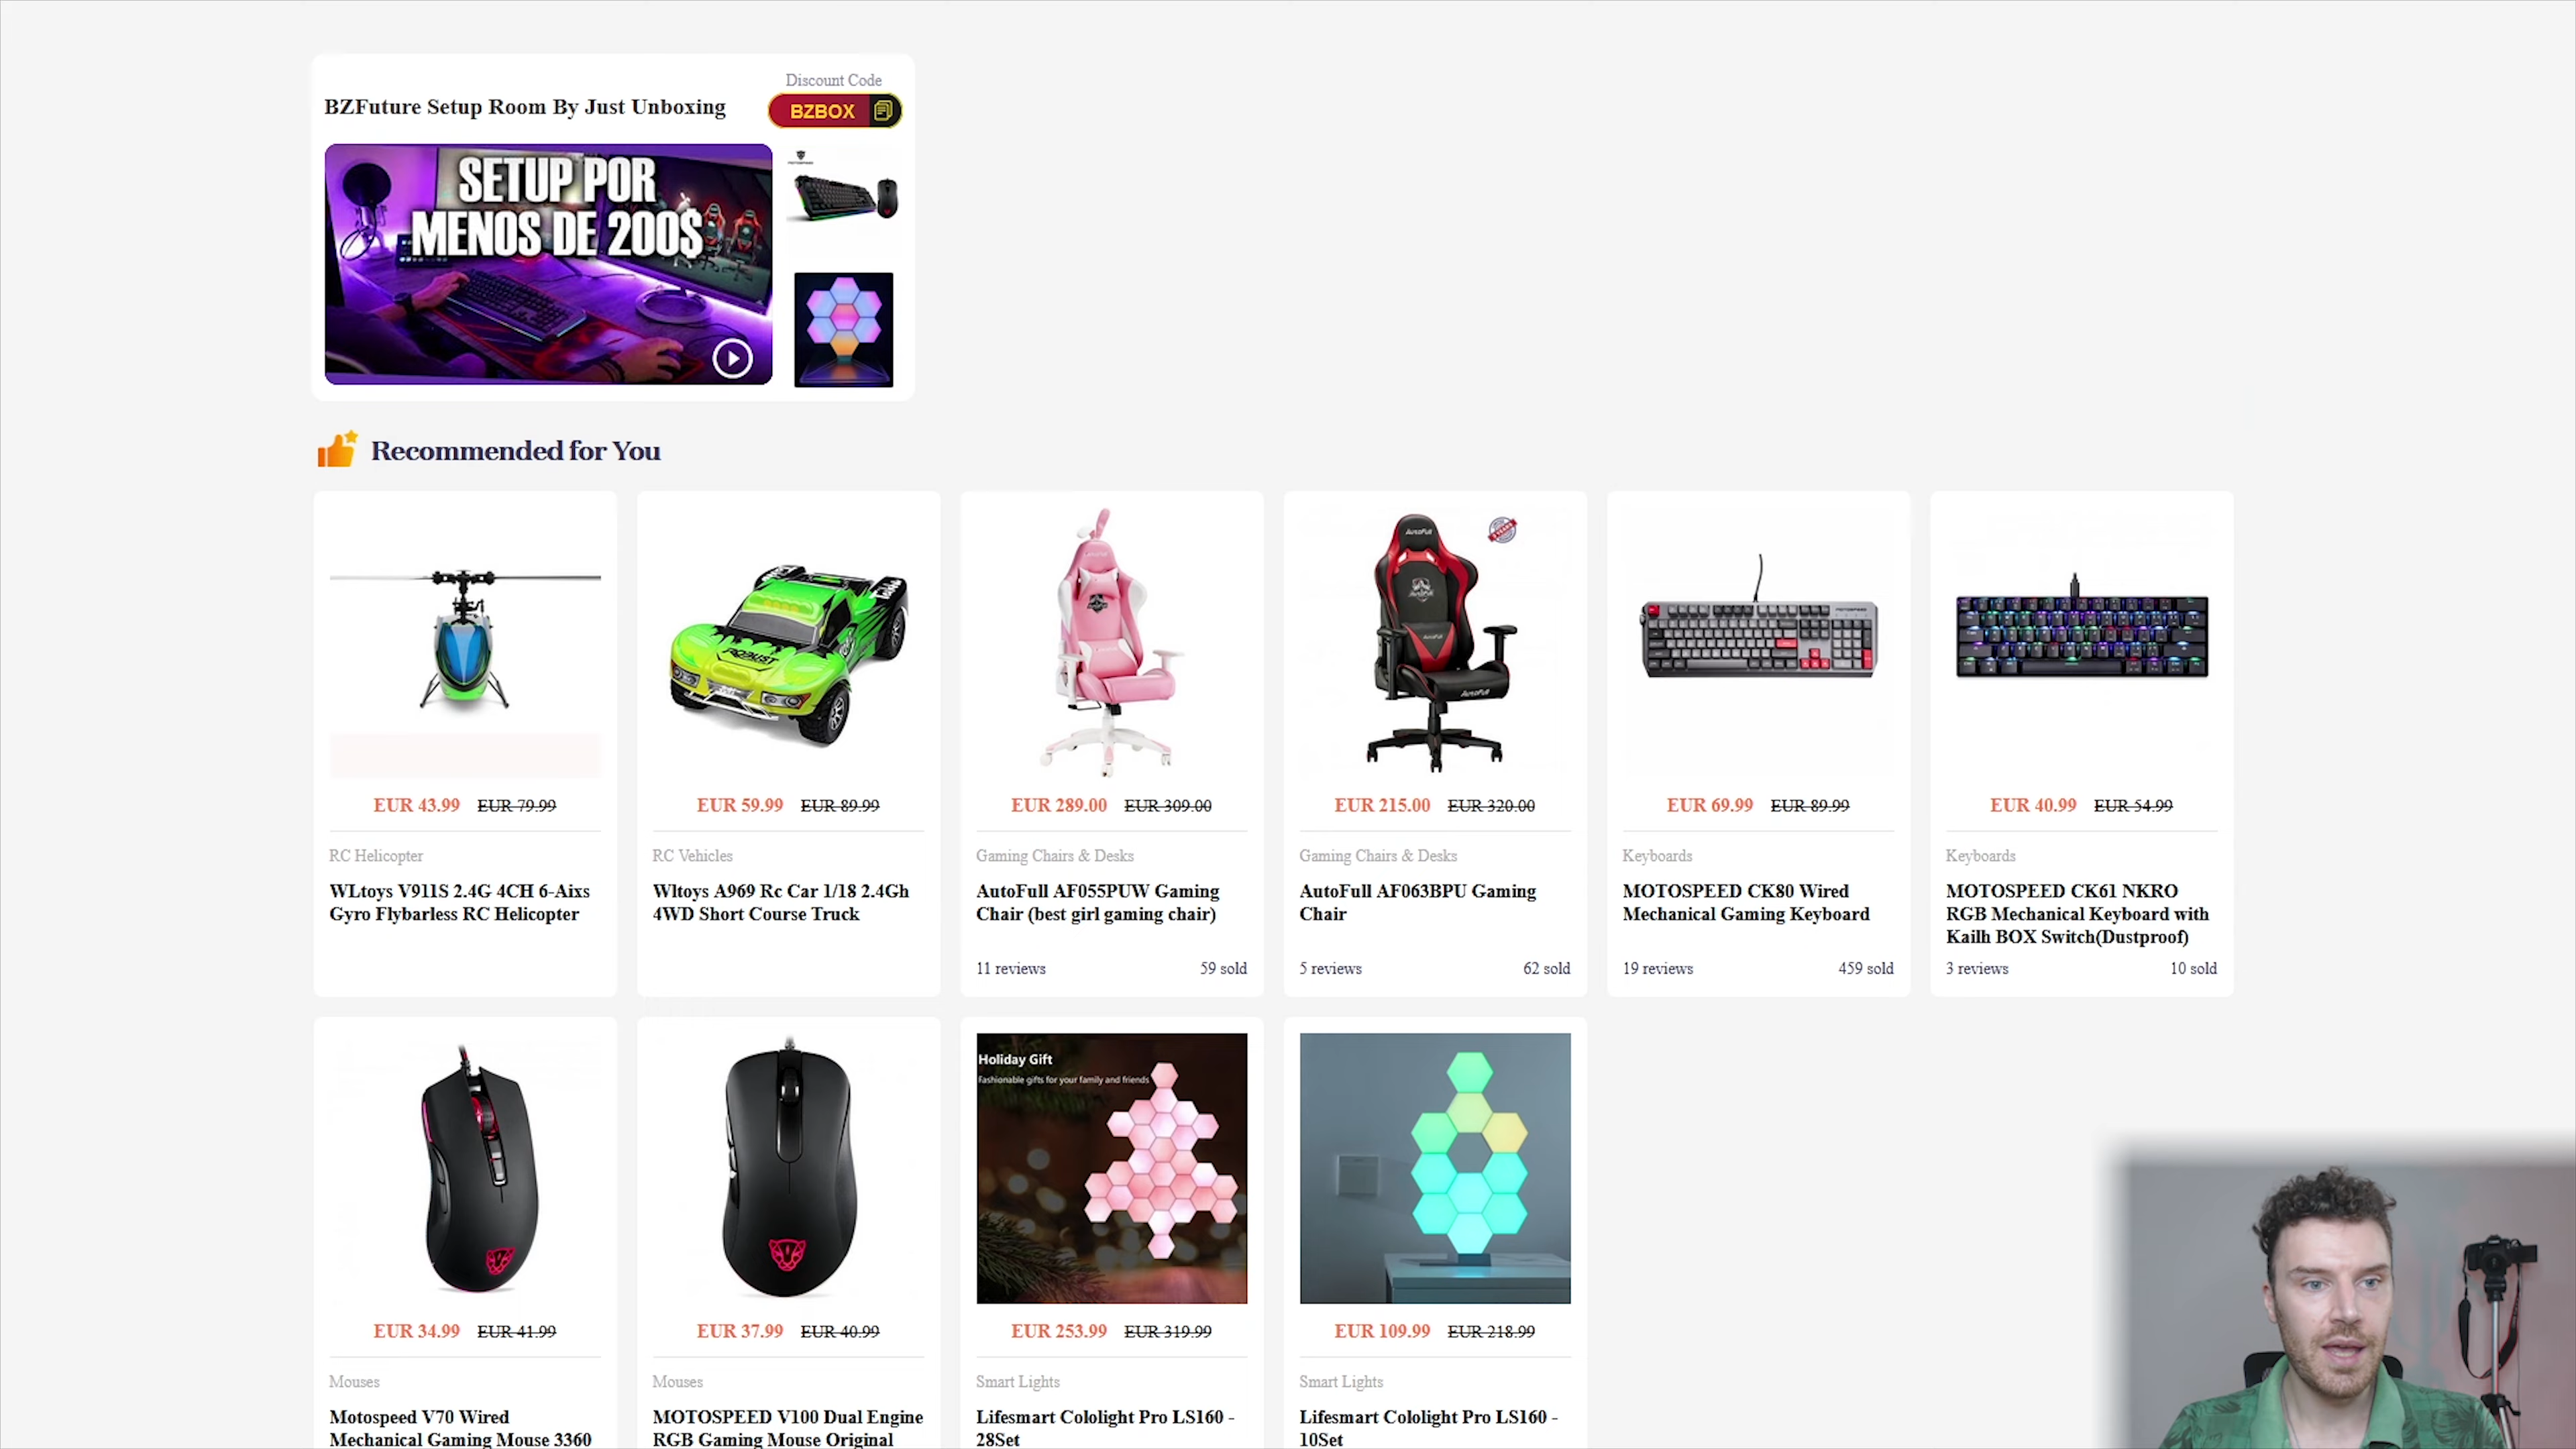 Discount Code
BZFuture Setup Room By Just Unboxing
BZBOX
SETUP POR
MENOS DE 200$
Recommended for You
AutoFull
AutoFull
AutoFull
AutoFull
ROBUST
MOTOSPEED
EUR 43.99 EUR 79.99
EUR 59.99 EUR 89.99
EUR 289.00 EUR 309.00
EUR 215.00 EUR 320.00
EUR 69.99 EUR 89.99
EUR 40.99 EUR 54.99
RC Helicopter
RC Vehicles
Gaming Chairs & Desks
Gaming Chairs & Desks
Keyboards
Keyboards
WLtoys V911S 2.4G 4CH 6-Aixs
Gyro Flybarless RC Helicopter
Wltoys A969 Rc Car 1/18 2.4Gh
4WD Short Course Truck
AutoFull AF055PUW Gaming
Chair (best girl gaming chair)
AutoFull AF063BPU Gaming
Chair
MOTOSPEED CK80 Wired
Mechanical Gaming Keyboard
MOTOSPEED CK61 NKRO
RGB Mechanical Keyboard with
Kailh BOX Switch(Dustproof)
11 reviews 59 sold
5 reviews 62 sold
19 reviews 459 sold
3 reviews 10 sold
Holiday Gift
Fashionable gifts for your family and friends
EUR 34.99 EUR 41.99
EUR 37.99 EUR 40.99
EUR 253.99 EUR 319.99
EUR 109.99 EUR 218.99
Mouses
Mouses
Smart Lights
Smart Lights
Motospeed V70 Wired
Mechanical Gaming Mouse 3360
MOTOSPEED V100 Dual Engine
RGB Gaming Mouse Original
Lifesmart Cololight Pro LS160 -
28Set
Lifesmart Cololight Pro LS160 -
10Set